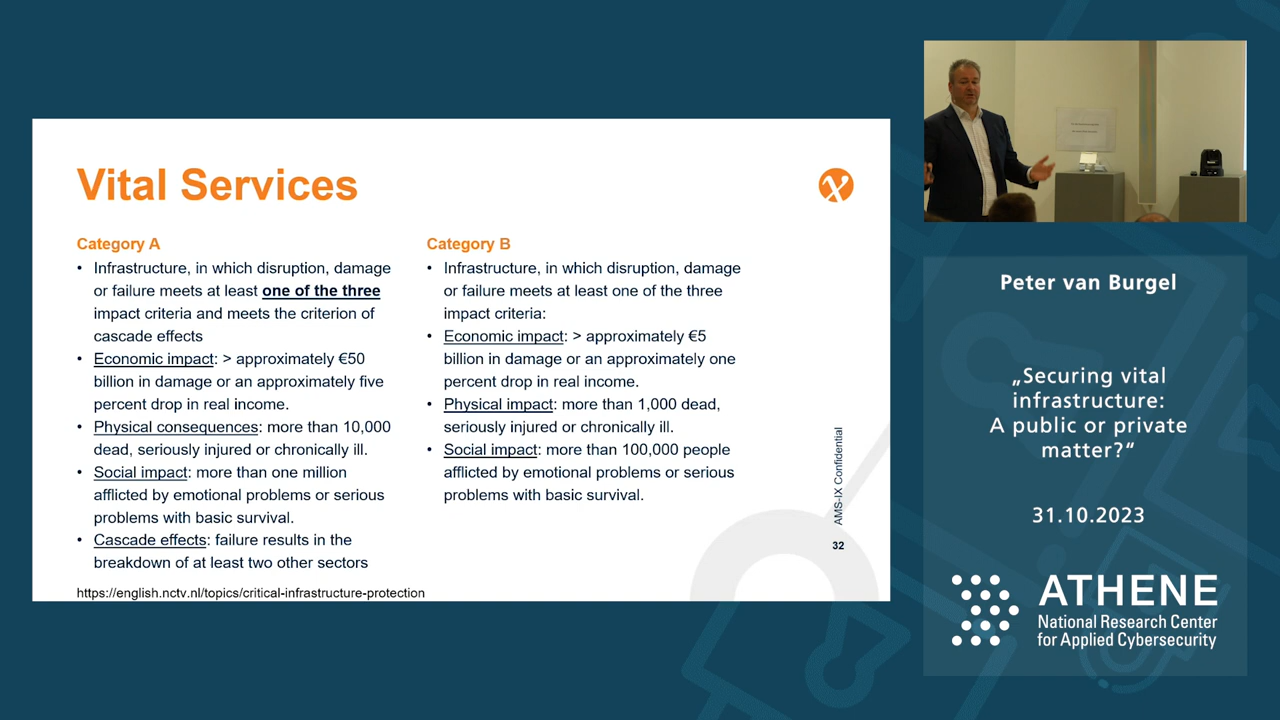 Vital Services
Category A
• Infrastructure, in which disruption, damage
or failure meets at least one of the three
impact criteria and meets the criterion of
cascade effects
• Economic impact: > approximately €50
billion in damage or an approximately five
percent drop in real income.
• Physical consequences: more than 10,000
dead, seriously injured or chronically ill.
• Social impact: more than one million
afflicted by emotional problems or serious
problems with basic survival.
• Cascade effects: failure results in the
breakdown of at least two other sectors
Category B
• Infrastructure, in which disruption, damage
or failure meets at least one of the three
impact criteria:
• Economic impact: > approximately €5
billion in damage or an approximately one
percent drop in real income.
• Physical impact: more than 1,000 dead,
seriously injured or chronically ill.
• Social impact: more than 100,000 people
afflicted by emotional problems or serious
problems with basic survival.
https://english.nctv.nl/topics/critical-infrastructure-protection
AMS-IX Confidential
32
Peter van Burgel
„Securing vital
infrastructure:
A public or private
matter?“
31.10.2023
ATHENE
National Research Center
for Applied Cybersecurity